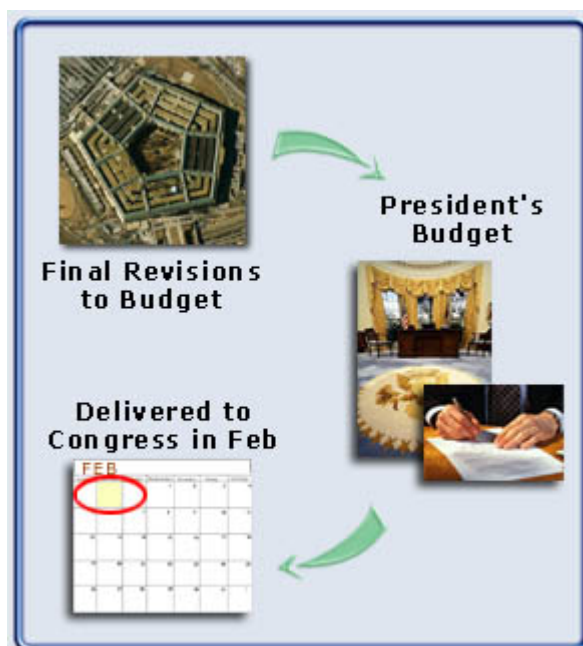 Final Revisions
to Budget
President's
Budget
Delivered to
Congress in Feb
FEB